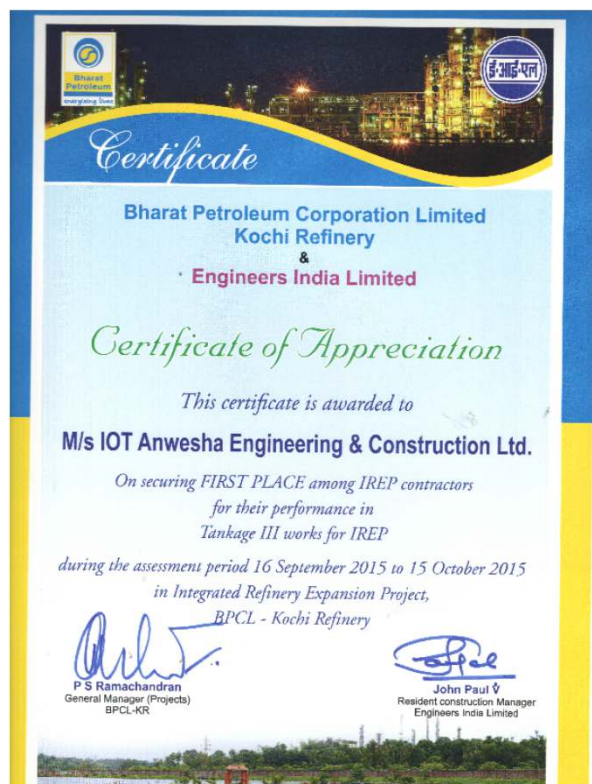 Bharat
Petroleum
energising lives
ई-आई-एल
Certificate
Bharat Petroleum Corporation Limited
Kochi Refinery
&
Engineers India Limited
Certificate of Appreciation
This certificate is awarded to
M/s IOT Anwesha Engineering & Construction Ltd.
On securing FIRST PLACE among IREP contractors
for their performance in
Tankage III works for IREP
during the assessment period 16 September 2015 to 15 October 2015
in Integrated Refinery Expansion Project,
BPCL - Kochi Refinery
P S Ramachandran
General Manager (Projects)
BPCL-KR
John Paul V
Resident construction Manager
Engineers India Limited